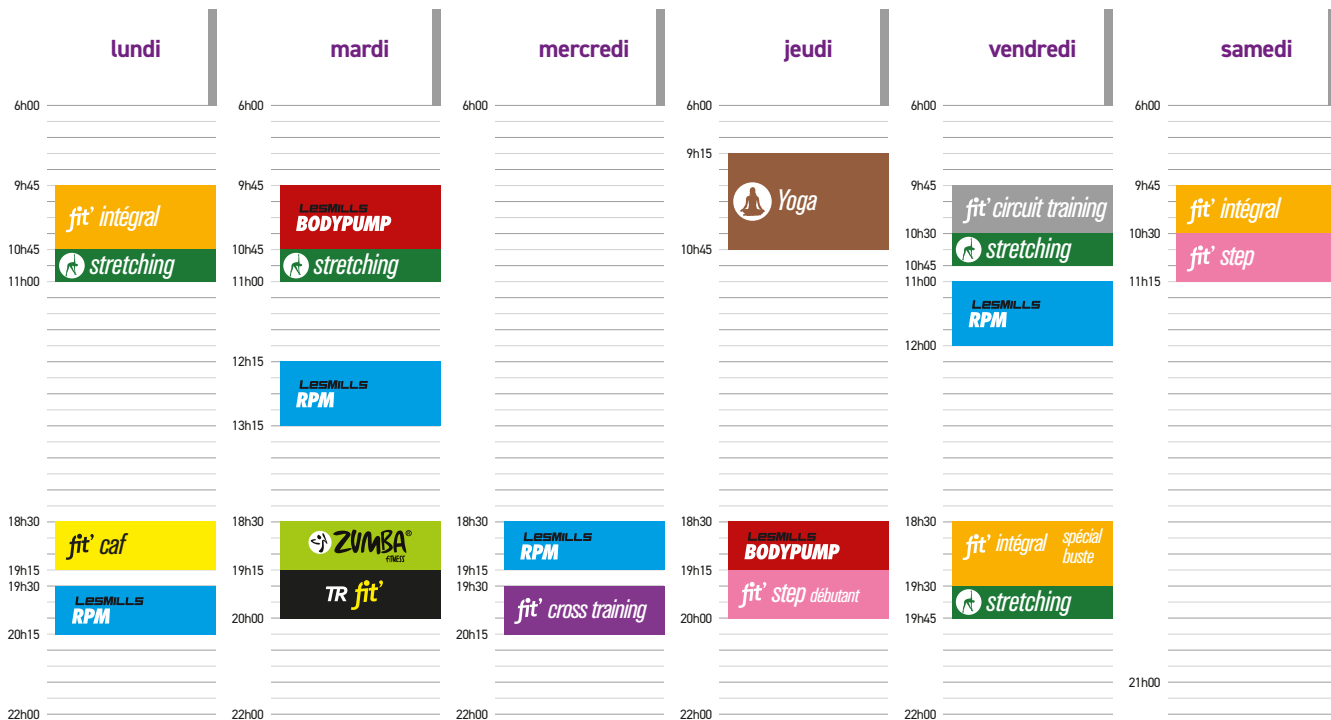 lundi
6h00
9h45
fit' intégral
10h45
stretching
11h00
18h30
fit' caf
19h15
19h30
LESMILLS
RPM
20h15
22h00
mardi
6h00
9h45
LESMILLS
BODYPUMP
10h45
stretching
11h00
12h15
LESMILLS
RPM
13h15
18h30
ZUMBA®
FITNESS
19h15
TR fit'
20h00
22h00
mercredi
6h00
18h30
LESMILLS
RPM
19h15
19h30
fit' cross training
20h15
22h00
jeudi
6h00
9h15
Yoga
10h45
18h30
LESMILLS
BODYPUMP
19h15
fit' step débutant
20h00
22h00
vendredi
6h00
9h45
fit' circuit training
10h30
stretching
10h45
11h00
LESMILLS
RPM
12h00
18h30
fit' intégral spécial
buste
19h30
stretching
19h45
22h00
samedi
6h00
9h45
fit' intégral
10h30
fit' step
11h15
21h00